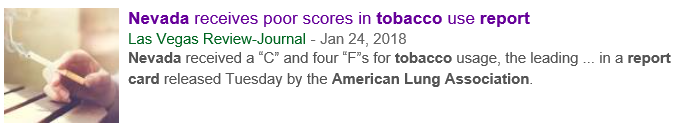 Nevada receives poor scores in tobacco use report
Las Vegas Review-Journal - Jan 24, 2018
Nevada received a “C” and four “F”s for tobacco usage, the leading ... in a report
card released Tuesday by the American Lung Association.